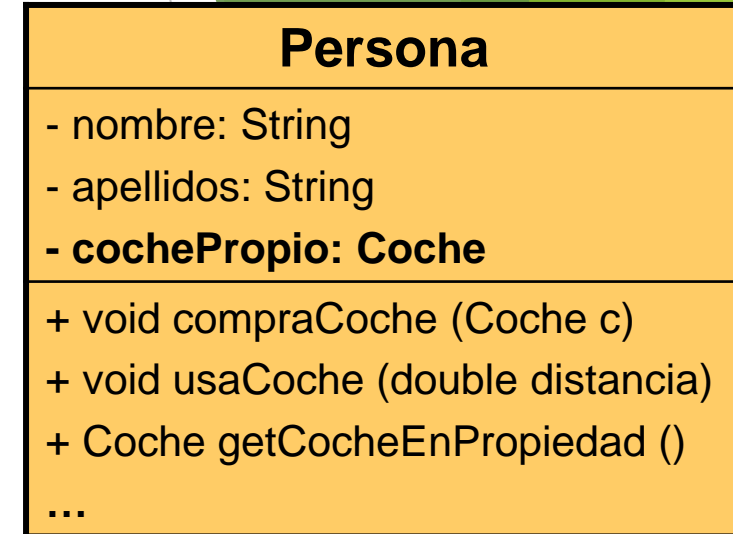 Persona
- nombre: String
- apellidos: String
- cochePropio: Coche
+ void compraCoche (Coche c)
+ void usaCoche (double distancia)
+ Coche getCocheEnPropiedad ()
…